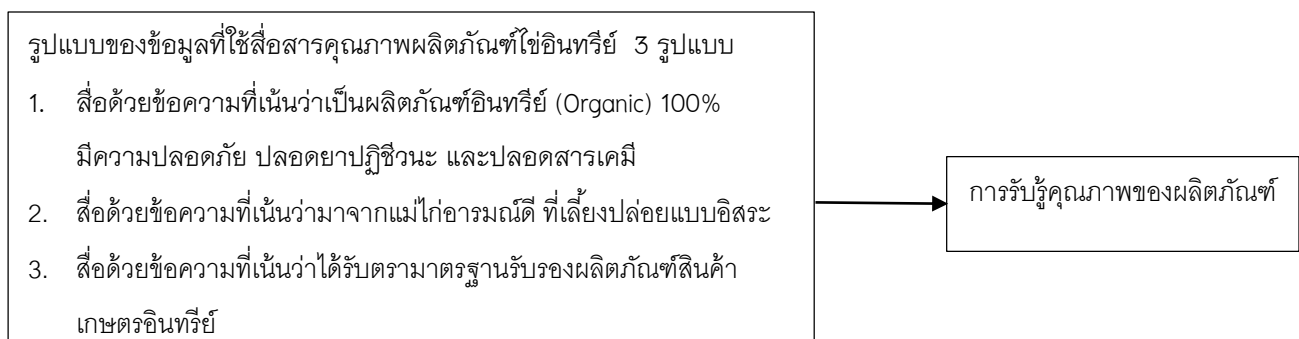 รูปแบบของข้อมูลที่ใช้สื่อสารคุณภาพผลิตภัณฑ์ไข่อินทรีย์ 3 รูปแบบ
1. สื่อด้วยข้อความที่เน้นว่าเป็นผลิตภัณฑ์อินทรีย์ (Organic) 100%
มีความปลอดภัย ปลอดยาปฏิชีวนะ และปลอดสารเคมี
2. สื่อด้วยข้อความที่เน้นว่ามาจากแม่ไก่อารมณ์ดี ที่เลี้ยงปล่อยแบบอิสระ
3. สื่อด้วยข้อความที่เน้นว่าได้รับตรามาตรฐานรับรองผลิตภัณฑ์สินค้า
เกษตรอินทรีย์
การรับรู้คุณภาพของผลิตภัณฑ์